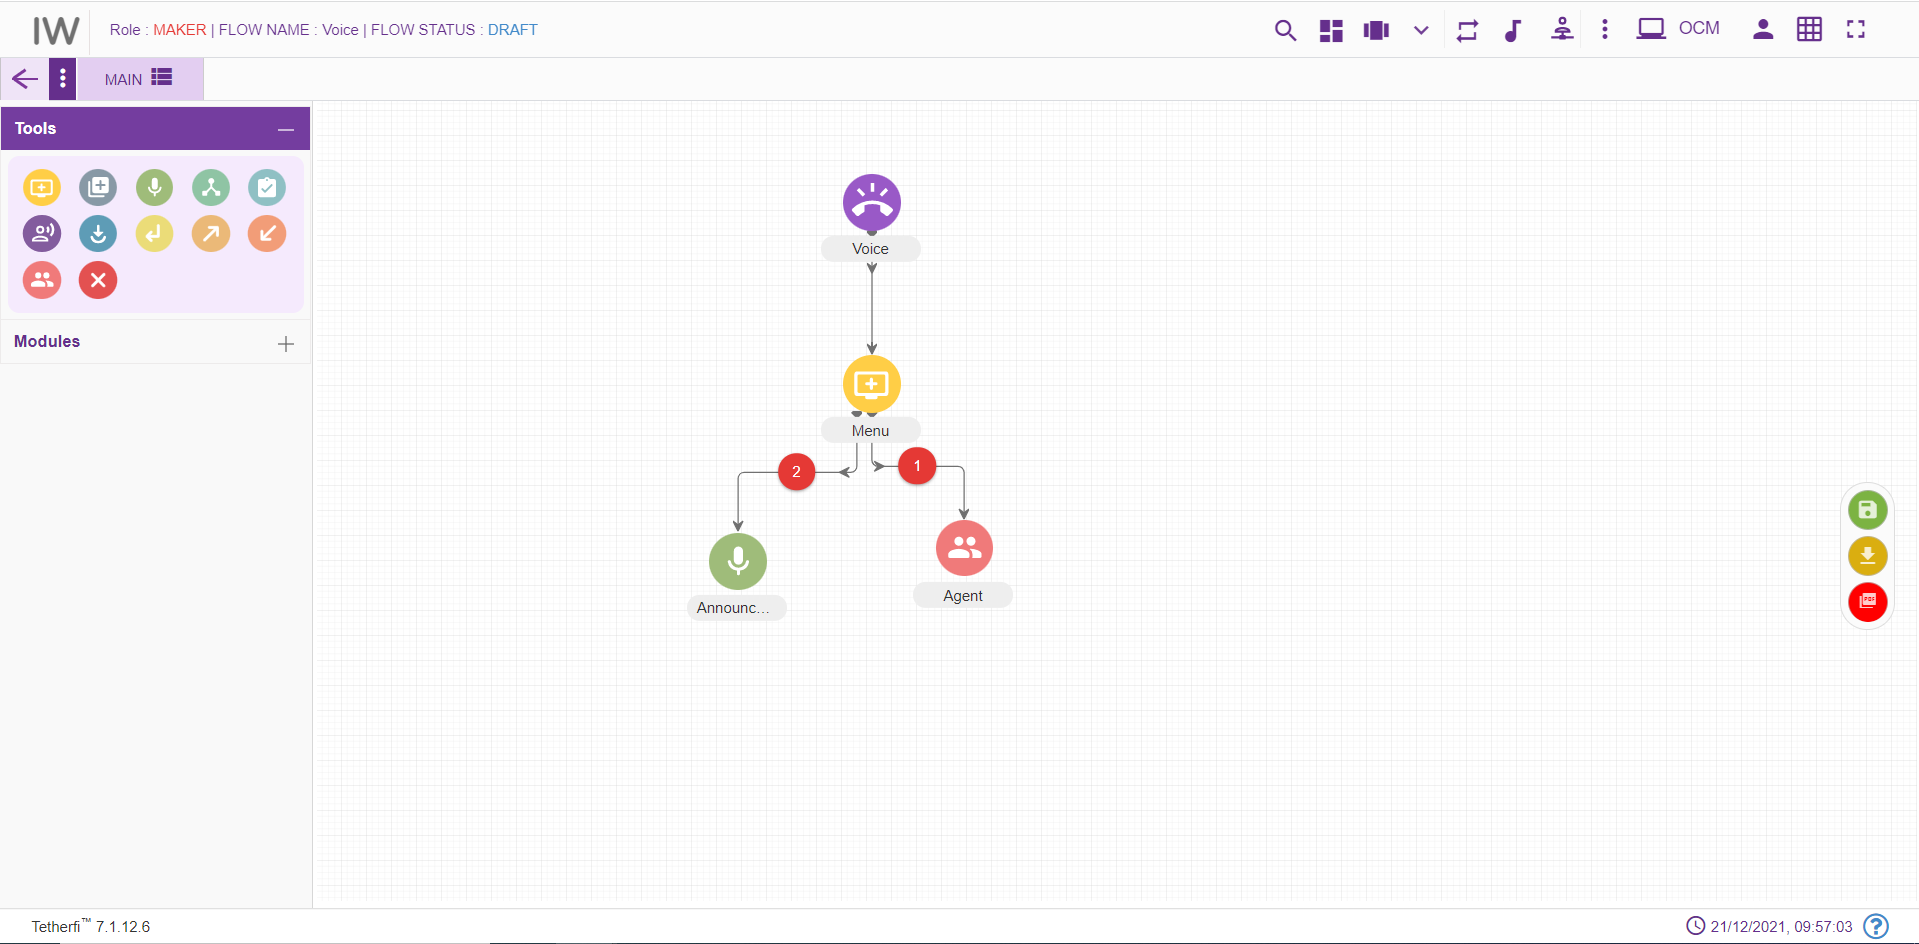 IW
Role : MAKER | FLOW NAME : Voice | FLOW STATUS : DRAFT
OCM
MAIN
Tools
Modules
Voice
Menu
2
1
Announc...
Agent
PDF
Tetherfi™ 7.1.12.6
21/12/2021, 09:57:03
?